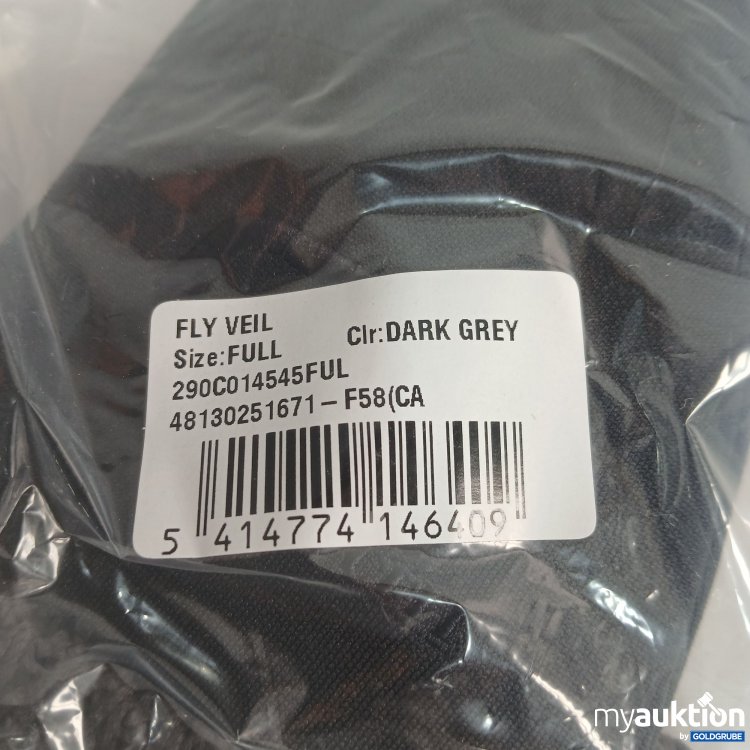 FLY VEIL
Size:FULL Clr:DARK GREY
290C014545FUL
48130251671-F58(CA
5 414774 146409
myauktion
by GOLDGRUBE